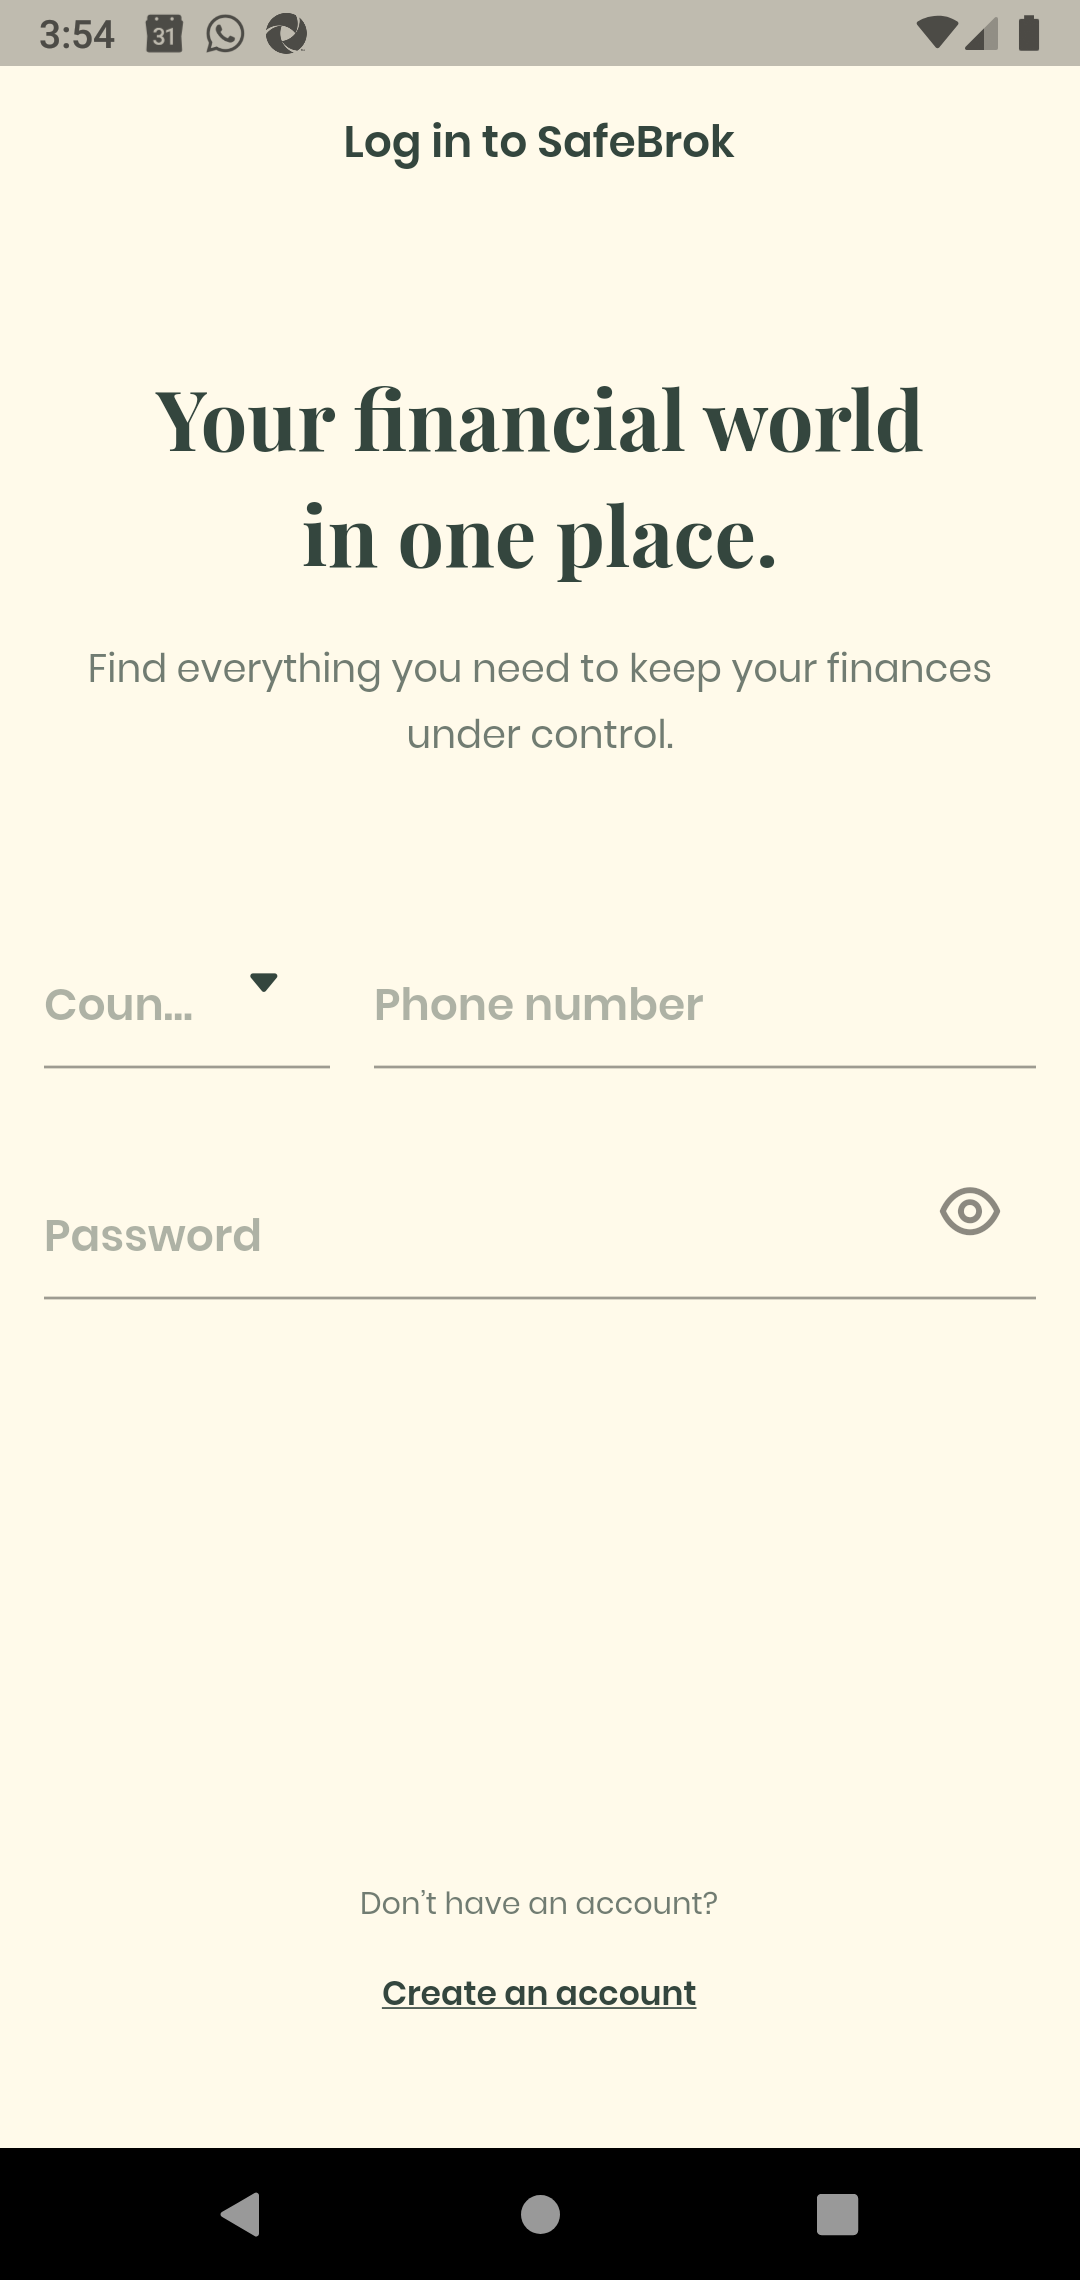 3:54
31
Log in to SafeBrok
Your financial world
in one place.
Find everything you need to keep your finances
under control.
Coun...
Phone number
Password
Don’t have an account?
Create an account